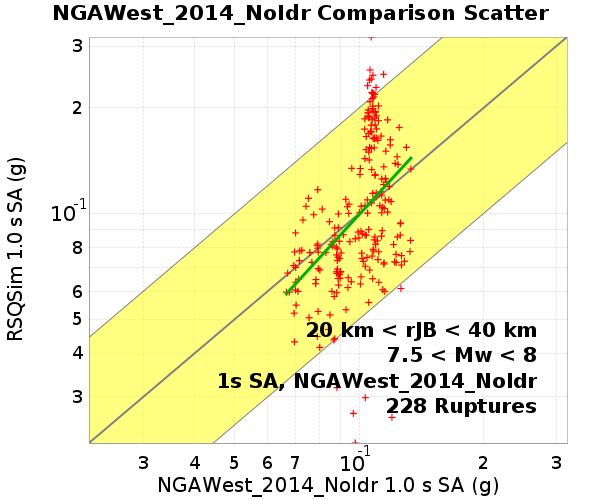 NGAWest_2014_NoIdr Comparison Scatter
3
2
10-1
8
6
5
4
3
RSQSim 1.0 s SA (g)
20 km < rJB < 40 km
7.5 < Mw < 8
1s SA, NGAWest_2014_NoIdr
228 Ruptures
3 4 5 6 7 10-1 2 3
NGAWest_2014_NoIdr 1.0 s SA (g)